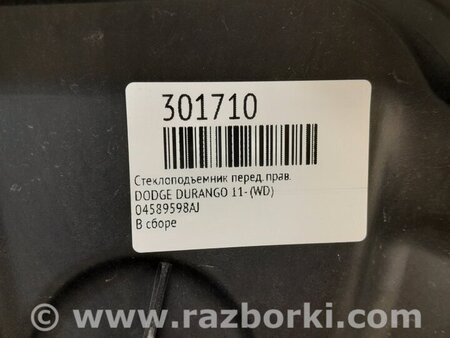 301710
Стеклоподъемник перед. прав.
DODGE DURANGO 11- (WD)
04589598AJ
В сборе
www.razborki.com